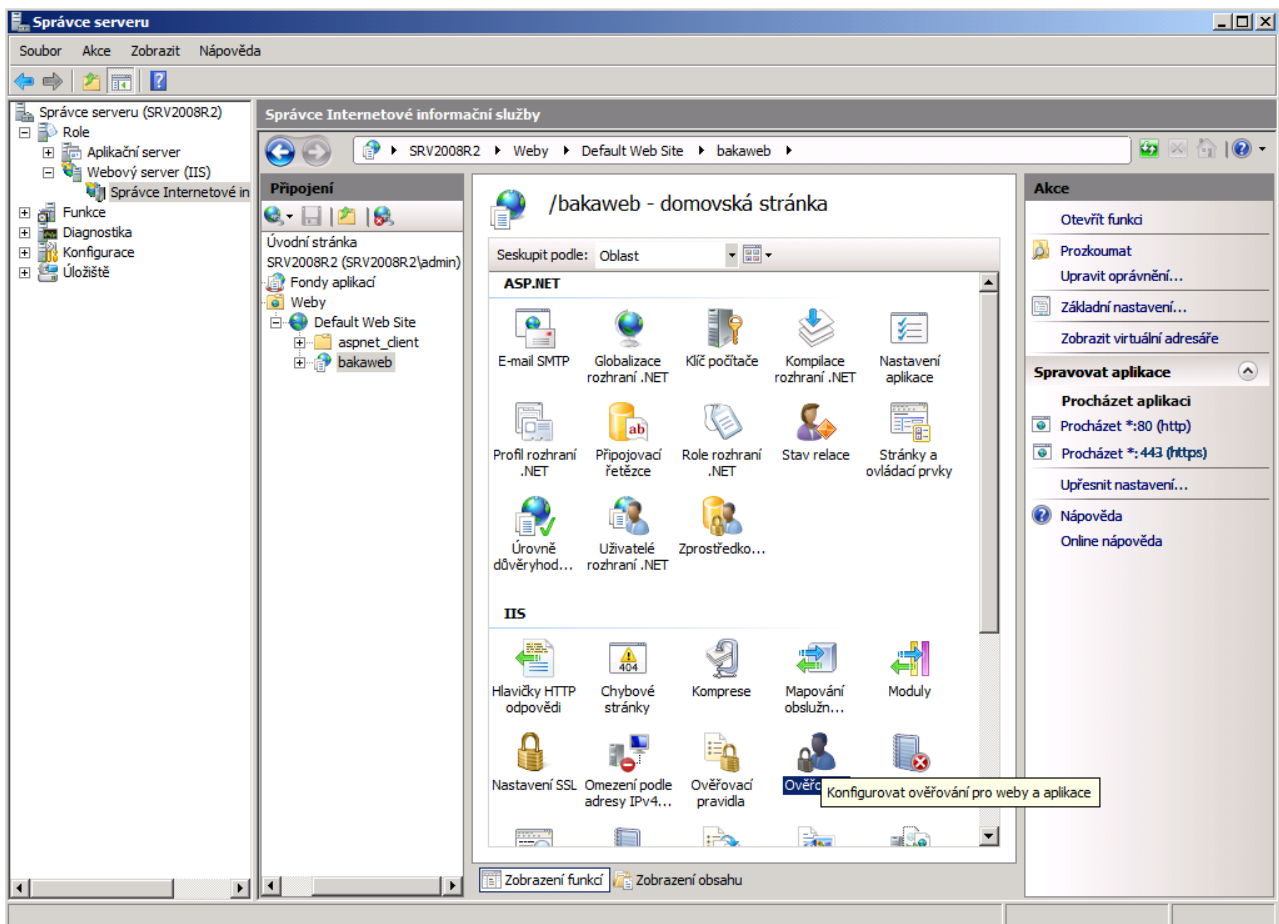 Správce serveru
Soubor Akce Zobrazit Nápověda
Správce serveru (SRV2008R2)
Role
Aplikační server
Webový server (IIS)
Správce Internetové in
Funkce
Diagnostika
Konfigurace
Úložiště
Správce Internetové informační služby
SRV2008R2 Weby Default Web Site bakaweb
Připojení
Úvodní stránka
SRV2008R2 (SRV2008R2\admin)
Fondy aplikací
Weby
Default Web Site
aspnet_client
bakaweb
/bakaweb - domovská stránka
Seskupit podle: Oblast
ASP.NET
E-mail SMTP
Globalizace rozhraní .NET
Klíč počítače
Kompilace rozhraní .NET
Nastavení aplikace
Profil rozhraní .NET
Připojovací řetězce
Role rozhraní .NET
Stav relace
Stránky a ovládací prvky
Úrovně důvěryhod...
Uživatelé rozhraní .NET
Zprostředko...
IIS
Hlavičky HTTP odpovědi
404
Chybové stránky
Komprese
Mapování obslužn...
Moduly
Nastavení SSL
Omezení podle adresy IPv4...
Ověřovací pravidla
Konfigurovat ověřování pro weby a aplikace
Zobrazení funkcí Zobrazení obsahu
Akce
Otevřít funkci
Prozkoumat
Upravit oprávnění...
Základní nastavení...
Zobrazit virtuální adresáře
Spravovat aplikace
Procházet aplikaci
Procházet *:80 (http)
Procházet *:443 (https)
Upřesnit nastavení...
Nápověda
Online nápověda